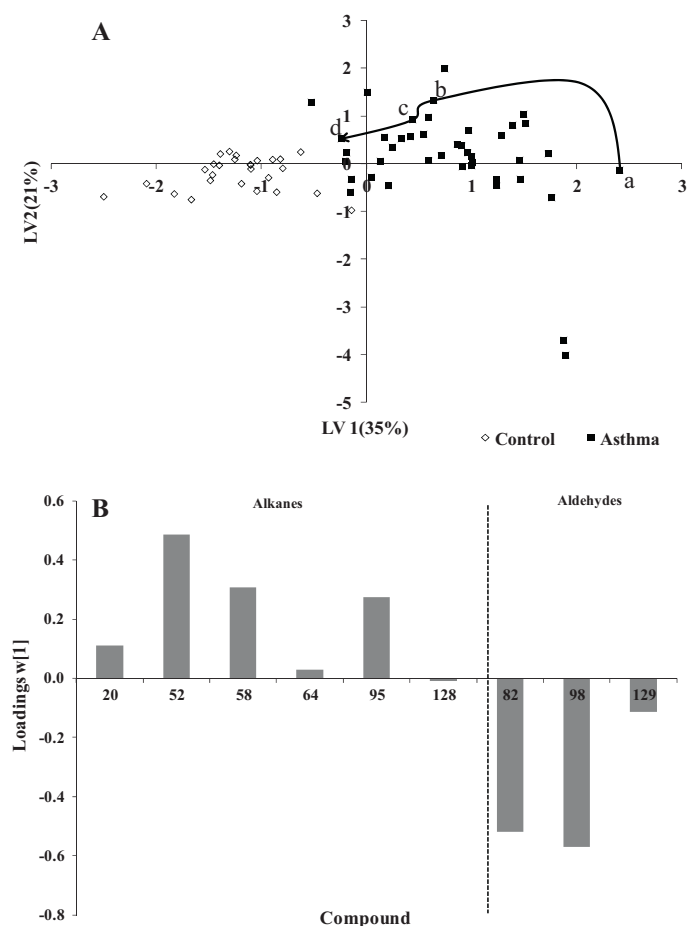 A
3
2
1
0
-3
-2
-1
0
1
2
3
-1
-2
-3
-4
-5
a
b
c
d
LV2(21%)
LV 1(35%)
Control
Asthma
B
Alkanes
Aldehydes
0.6
0.4
0.2
0.0
-0.2
-0.4
-0.6
-0.8
20 52 58 64 95 128 82 98 129
Loadings w[1]
Compound